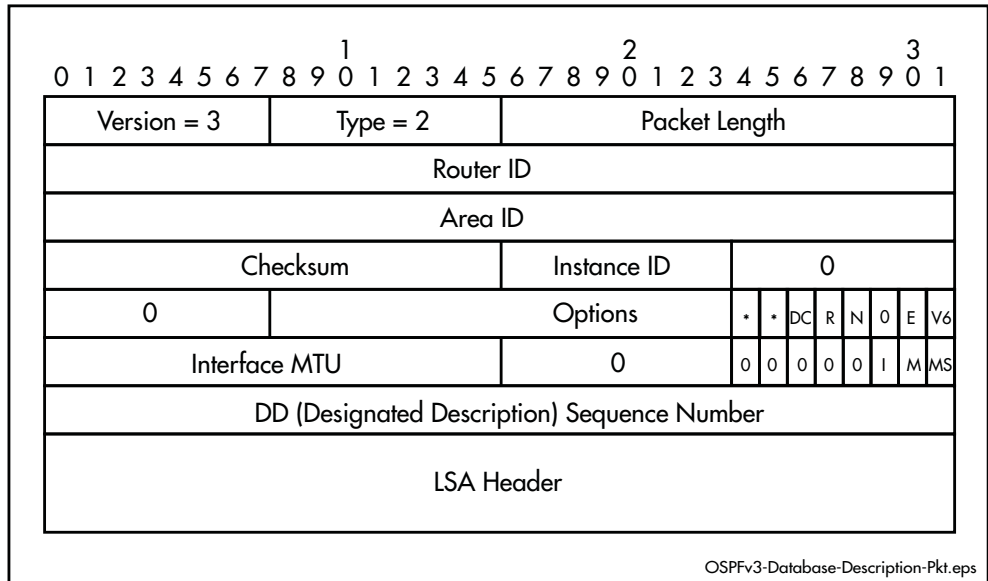 1 2 3
0 1 2 3 4 5 6 7 8 9 0 1 2 3 4 5 6 7 8 9 0 1 2 3 4 5 6 7 8 9 0 1
Version = 3 Type = 2 Packet Length
Router ID
Area ID
Checksum Instance ID 0
0 Options * * DC R N 0 E V6
Interface MTU 0 0 0 0 0 0 I M MS
DD (Designated Description) Sequence Number
LSA Header
OSPFv3-Database-Description-Pkt.eps